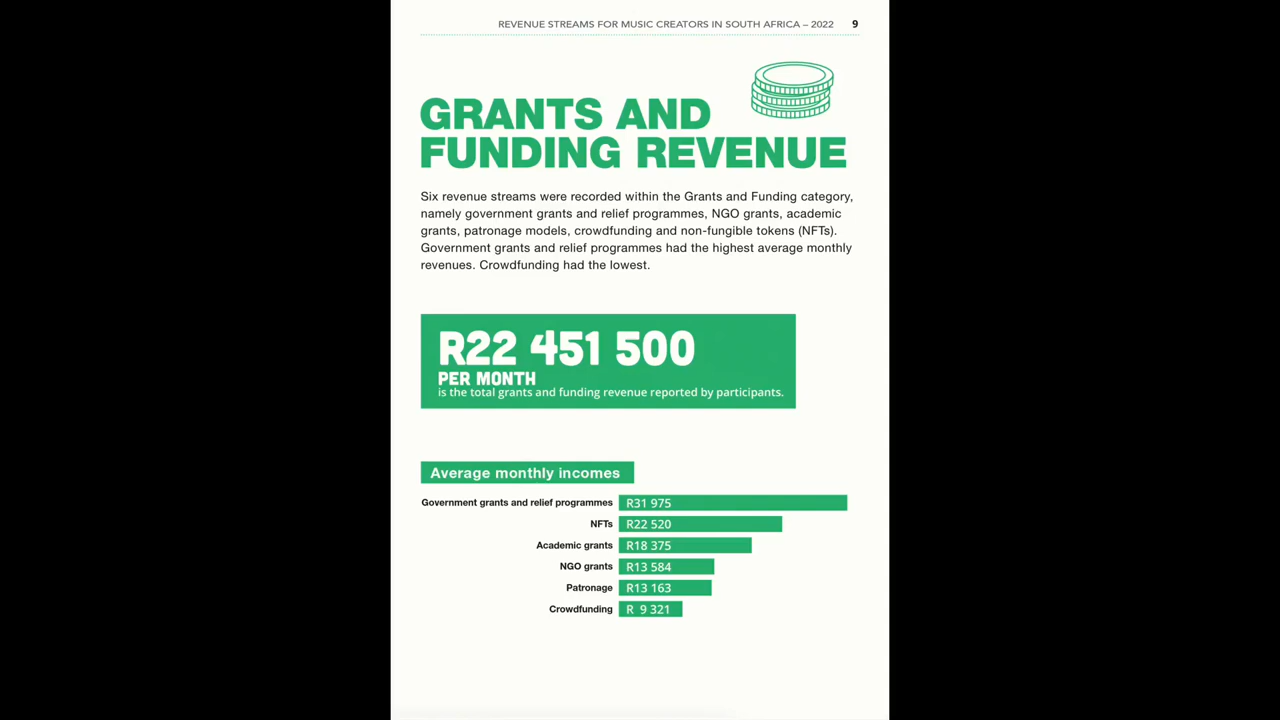 REVENUE STREAMS FOR MUSIC CREATORS IN SOUTH AFRICA – 2022 9
GRANTS AND
FUNDING REVENUE
Six revenue streams were recorded within the Grants and Funding category,
namely government grants and relief programmes, NGO grants, academic
grants, patronage models, crowdfunding and non-fungible tokens (NFTs).
Government grants and relief programmes had the highest average monthly
revenues. Crowdfunding had the lowest.
R22 451 500
PER MONTH
is the total grants and funding revenue reported by participants.
Average monthly incomes
Government grants and relief programmes R31 975
NFTs R22 520
Academic grants R18 375
NGO grants R13 584
Patronage R13 163
Crowdfunding R 9 321